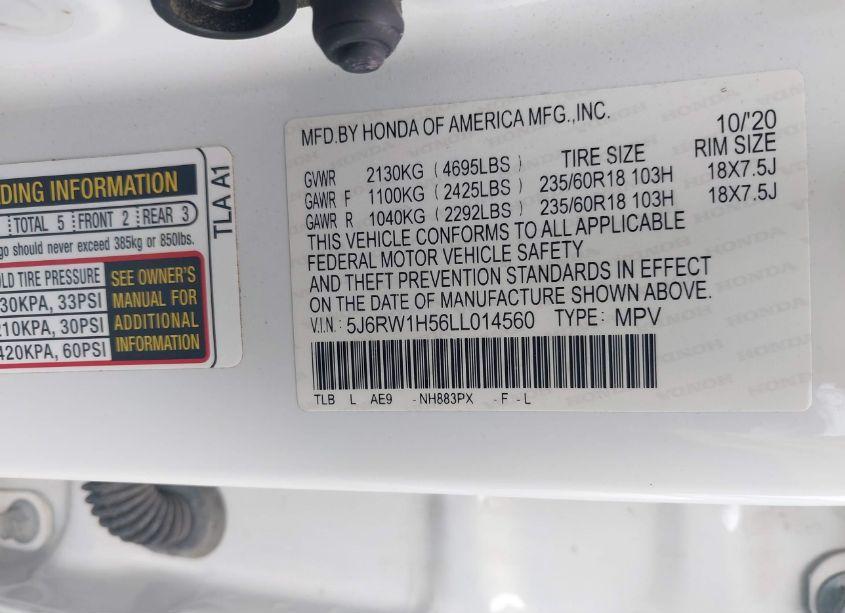 DING INFORMATION
TOTAL 5 FRONT 2 REAR 3
go should never exceed 385kg or 850lbs.
OLD TIRE PRESSURE
30KPA, 33PSI
210KPA, 30PSI
420KPA, 60PSI
SEE OWNER'S
MANUAL FOR
ADDITIONAL
INFORMATION
TLA A1
MFD.BY HONDA OF AMERICA MFG.,INC. 10/'20
TIRE SIZE RIM SIZE
GVWR 2130KG (4695LBS)
GAWR F 1100KG (2425LBS) 235/60R18 103H 18X7.5J
GAWR R 1040KG (2292LBS) 235/60R18 103H 18X7.5J
THIS VEHICLE CONFORMS TO ALL APPLICABLE
FEDERAL MOTOR VEHICLE SAFETY
AND THEFT PREVENTION STANDARDS IN EFFECT
ON THE DATE OF MANUFACTURE SHOWN ABOVE.
V.I.N.: 5J6RW1H56LL014560 TYPE: MPV
TLB L AE9 -NH883PX -F -L
HONDA